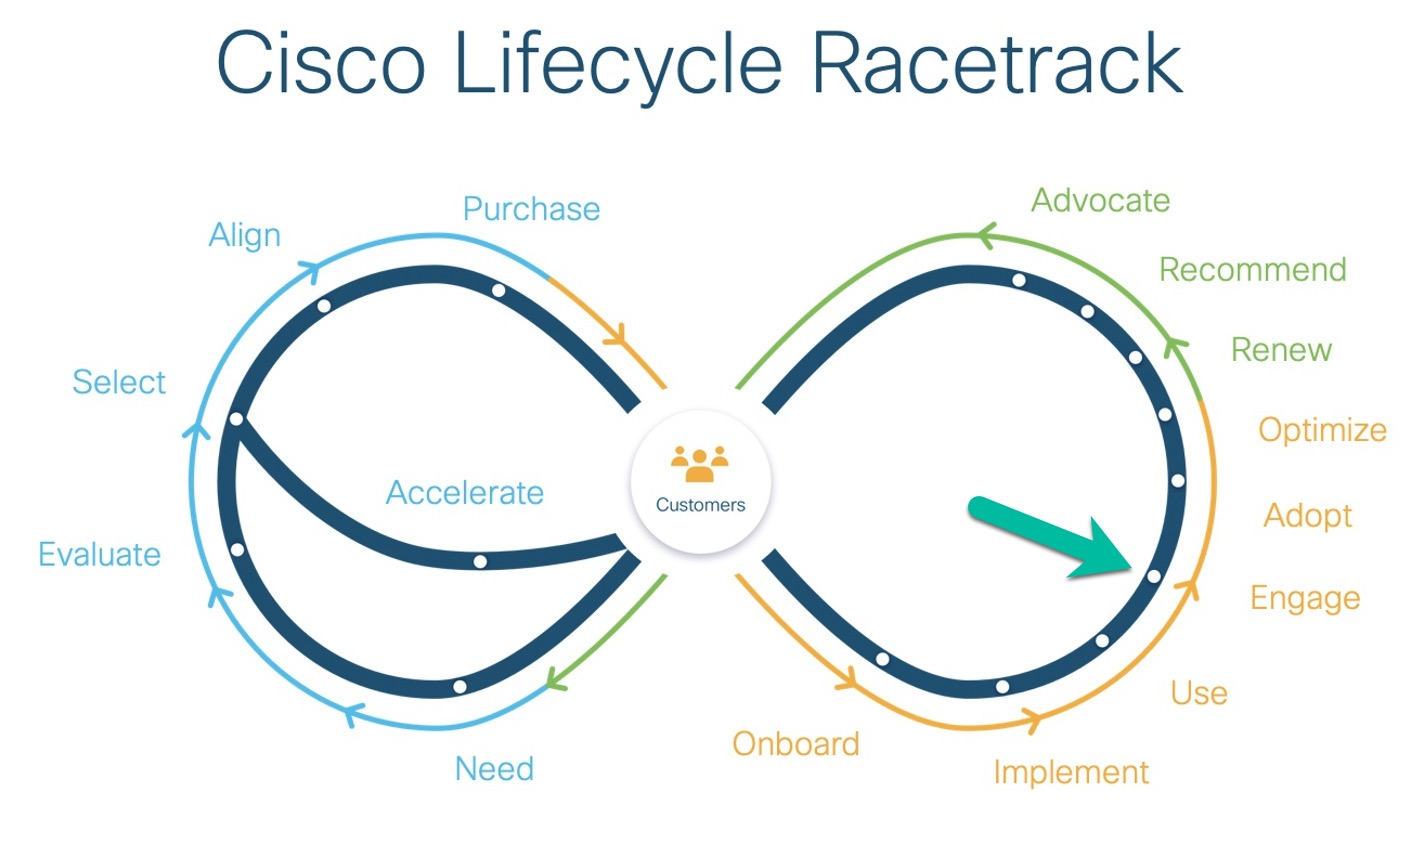 Cisco Lifecycle Racetrack
Purchase
Align
Select
Accelerate
Evaluate
Need
Customers
Advocate
Recommend
Renew
Optimize
Adopt
Engage
Use
Onboard
Implement